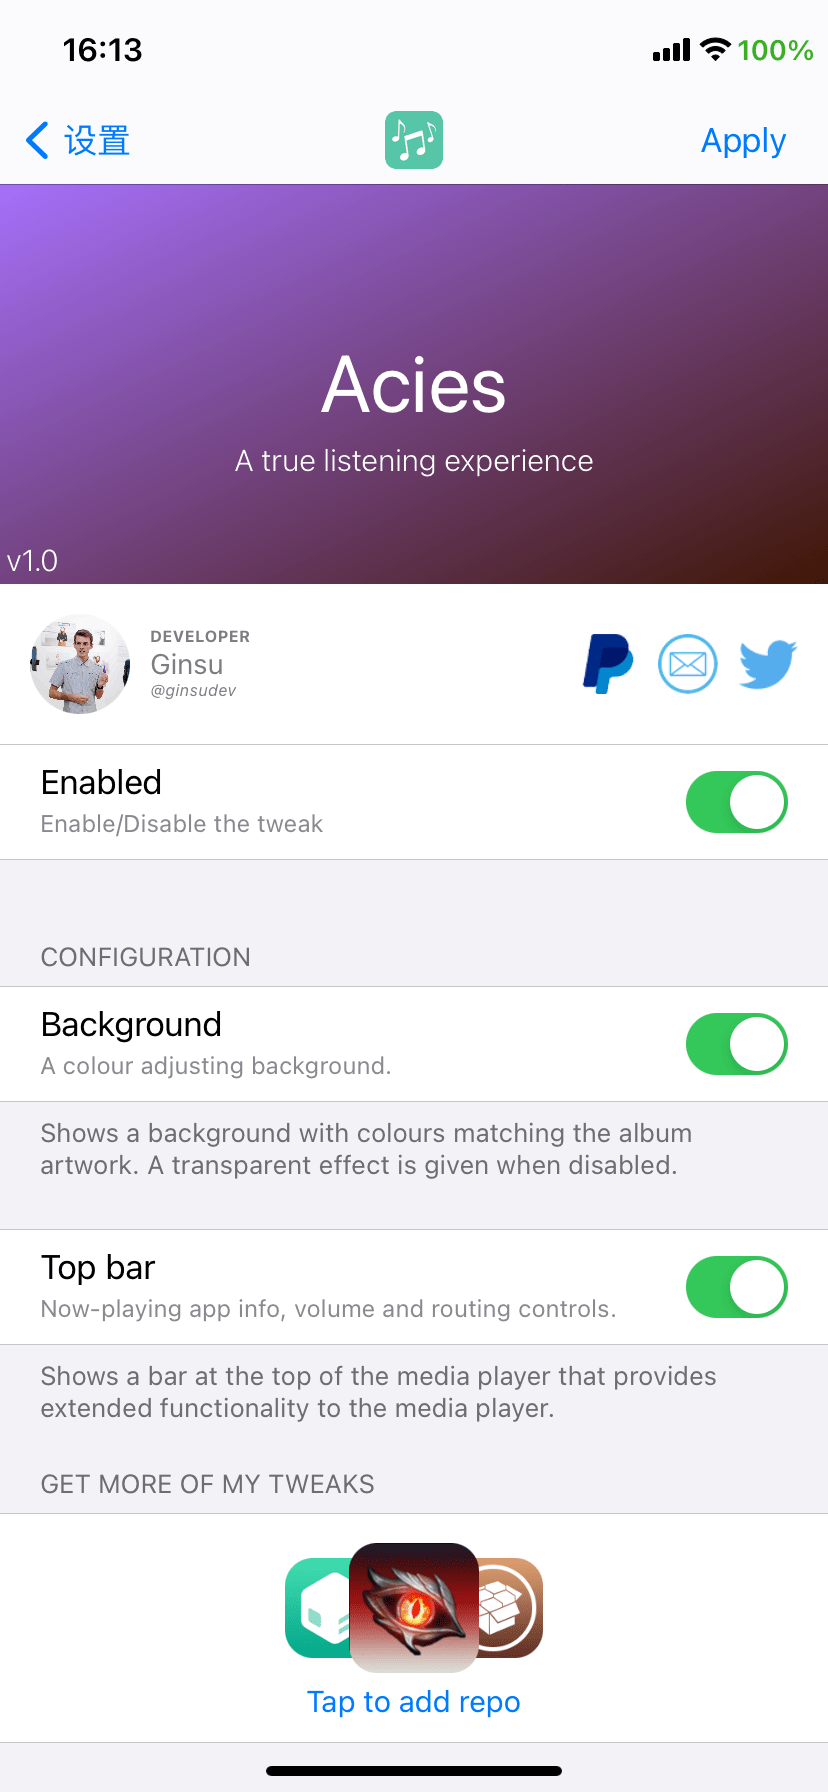 16:13
100%
设置
Apply
Acies
A true listening experience
v1.0
DEVELOPER
Ginsu
@ginsudev
Enabled
Enable/Disable the tweak
CONFIGURATION
Background
A colour adjusting background.
Shows a background with colours matching the album
artwork. A transparent effect is given when disabled.
Top bar
Now-playing app info, volume and routing controls.
Shows a bar at the top of the media player that provides
extended functionality to the media player.
GET MORE OF MY TWEAKS
Tap to add repo